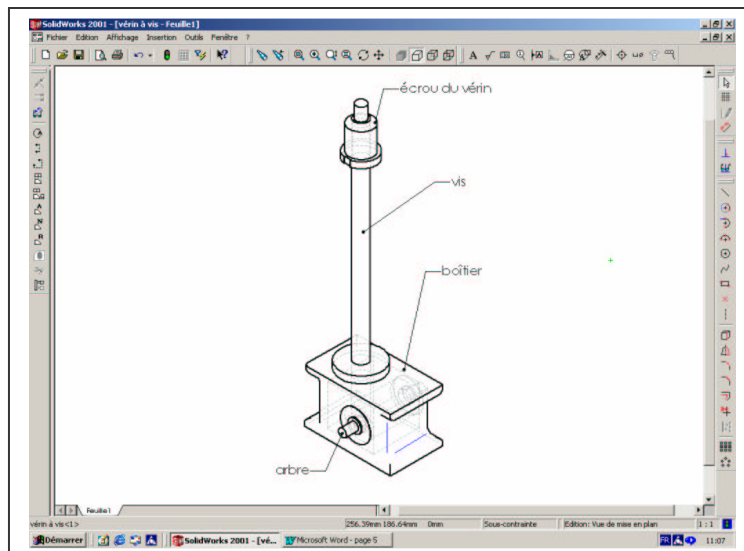 SolidWorks 2001 - [vérin à vis - Feuille1]
Fichier Edition Affichage Insertion Outils Fenêtre ?
écrou du vérin
vis
boîtier
arbre
Feuille1
vérin à vis<1>
256.39mm 186.64mm 0mm Sous-contrainte Edition: Vue de mise en plan 1 : 1
Démarrer SolidWorks 2001 - [vé... Microsoft Word - page 5 FR 11:07